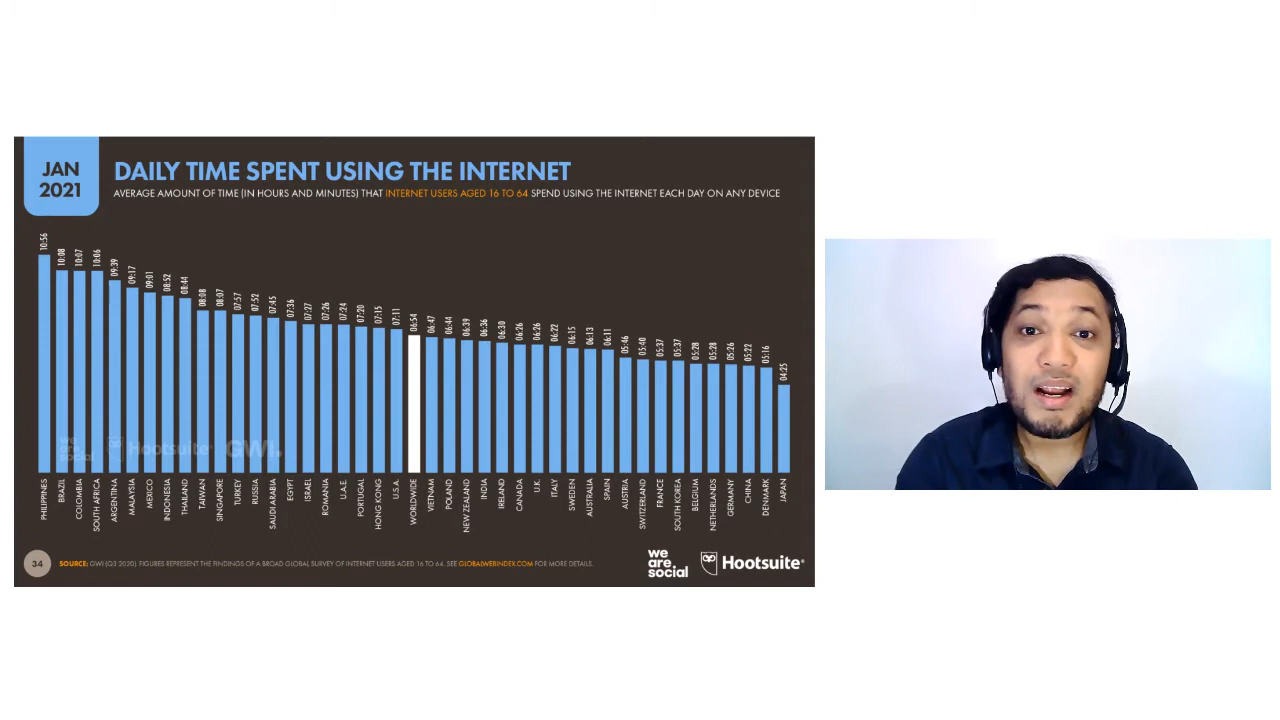 JAN
2021
DAILY TIME SPENT USING THE INTERNET
AVERAGE AMOUNT OF TIME (IN HOURS AND MINUTES) THAT INTERNET USERS AGED 16 TO 64 SPEND USING THE INTERNET EACH DAY ON ANY DEVICE
10:56
10:08
10:07
10:06
09:39
09:17
09:01
08:52
08:44
08:08
08:07
07:57
07:52
07:45
07:36
07:27
07:26
07:24
07:20
07:15
07:11
06:54
06:47
06:44
06:39
06:36
06:30
06:26
06:26
06:22
06:15
06:13
06:11
05:46
05:40
05:37
05:37
05:28
05:28
05:26
05:22
05:16
04:25
we
are
social
Hootsuite®
GWI.
PHILIPPINES
BRAZIL
COLOMBIA
SOUTH AFRICA
ARGENTINA
MALAYSIA
MEXICO
INDONESIA
THAILAND
TAIWAN
SINGAPORE
TURKEY
RUSSIA
SAUDI ARABIA
EGYPT
ISRAEL
ROMANIA
U.A.E.
PORTUGAL
HONG KONG
U.S.A.
WORLDWIDE
VIETNAM
POLAND
NEW ZEALAND
INDIA
IRELAND
CANADA
U.K.
ITALY
SWEDEN
AUSTRALIA
SPAIN
AUSTRIA
SWITZERLAND
FRANCE
SOUTH KOREA
BELGIUM
NETHERLANDS
GERMANY
CHINA
DENMARK
JAPAN
34
SOURCE: GWI (Q3 2020). FIGURES REPRESENT THE FINDINGS OF A BROAD GLOBAL SURVEY OF INTERNET USERS AGED 16 TO 64. SEE GLOBALWEBINDEX.COM FOR MORE DETAILS.
we
are
social
Hootsuite®